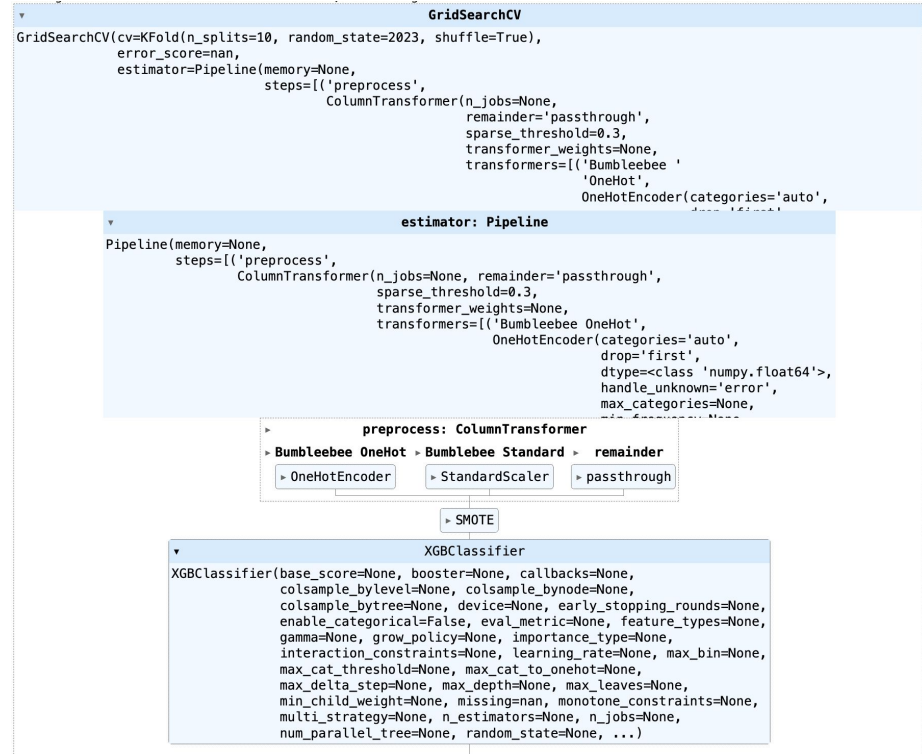 GridSearchCV
GridSearchCV(cv=KFold(n_splits=10, random_state=2023, shuffle=True),
error_score=nan,
estimator=Pipeline(memory=None,
steps=[('preprocess',
ColumnTransformer(n_jobs=None,
remainder='passthrough',
sparse_threshold=0.3,
transformer_weights=None,
transformers=[('Bumbleebee '
'OneHot',
OneHotEncoder(categories='auto',
drop='first',
estimator: Pipeline
Pipeline(memory=None,
steps=[('preprocess',
ColumnTransformer(n_jobs=None, remainder='passthrough',
sparse_threshold=0.3,
transformer_weights=None,
transformers=[('Bumbleebee OneHot',
OneHotEncoder(categories='auto',
drop='first',
dtype=<class 'numpy.float64'>,
handle_unknown='error',
max_categories=None,
min_frequency=None
preprocess: ColumnTransformer
Bumbleebee OneHot Bumblebee Standard remainder
OneHotEncoder StandardScaler passthrough
SMOTE
XGBClassifier
XGBClassifier(base_score=None, booster=None, callbacks=None,
colsample_bylevel=None, colsample_bynode=None,
colsample_bytree=None, device=None, early_stopping_rounds=None,
enable_categorical=False, eval_metric=None, feature_types=None,
gamma=None, grow_policy=None, importance_type=None,
interaction_constraints=None, learning_rate=None, max_bin=None,
max_cat_threshold=None, max_cat_to_onehot=None,
max_delta_step=None, max_depth=None, max_leaves=None,
min_child_weight=None, missing=nan, monotone_constraints=None,
multi_strategy=None, n_estimators=None, n_jobs=None,
num_parallel_tree=None, random_state=None, ...)